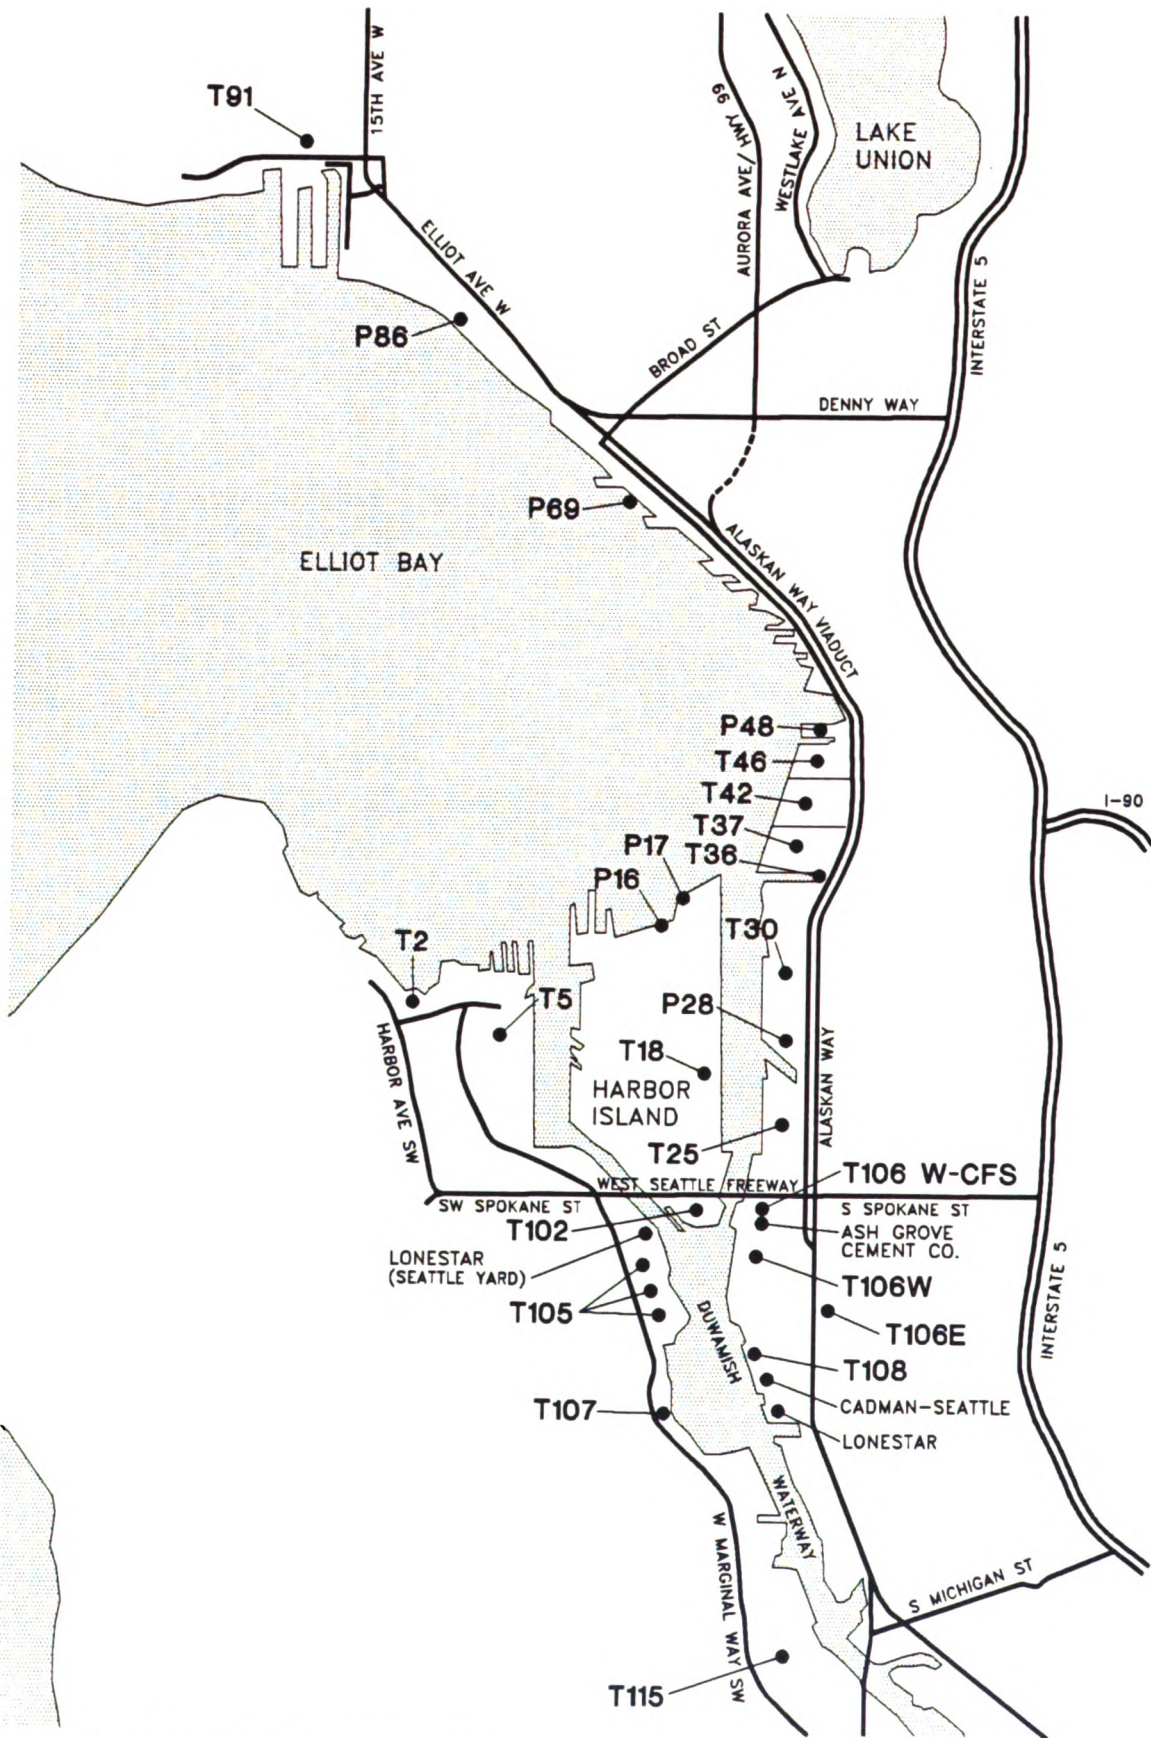 T91
15TH AVE W
AURORA AVE/ HWY 99
WESTLAKE AVE N
LAKE
UNION
ELLIOT AVE W
P86
BROAD ST
INTERSTATE 5
DENNY WAY
P69
ELLIOT BAY
ALASKAN WAY VIADUCT
P48
T46
T42
I-90
T37
P17
T36
P16
T30
T2
T5
P28
HARBOR AVE SW
T18
HARBOR
ISLAND
ALASKAN WAY
T25
WEST SEATTLE FREEWAY
T106 W-CFS
SW SPOKANE ST
S SPOKANE ST
T102
ASH GROVE
CEMENT CO.
LONESTAR
(SEATTLE YARD)
T106W
T105
T106E
INTERSTATE 5
DUWAMISH
T108
T107
CADMAN-SEATTLE
LONESTAR
WATERWAY
W MARGINAL WAY SW
S MICHIGAN ST
T115